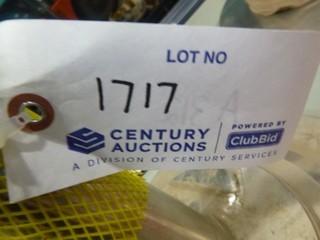 LOT NO
1717
CENTURY
AUCTIONS
POWERED BY
ClubBid
A DIVISION OF CENTURY SERVICES